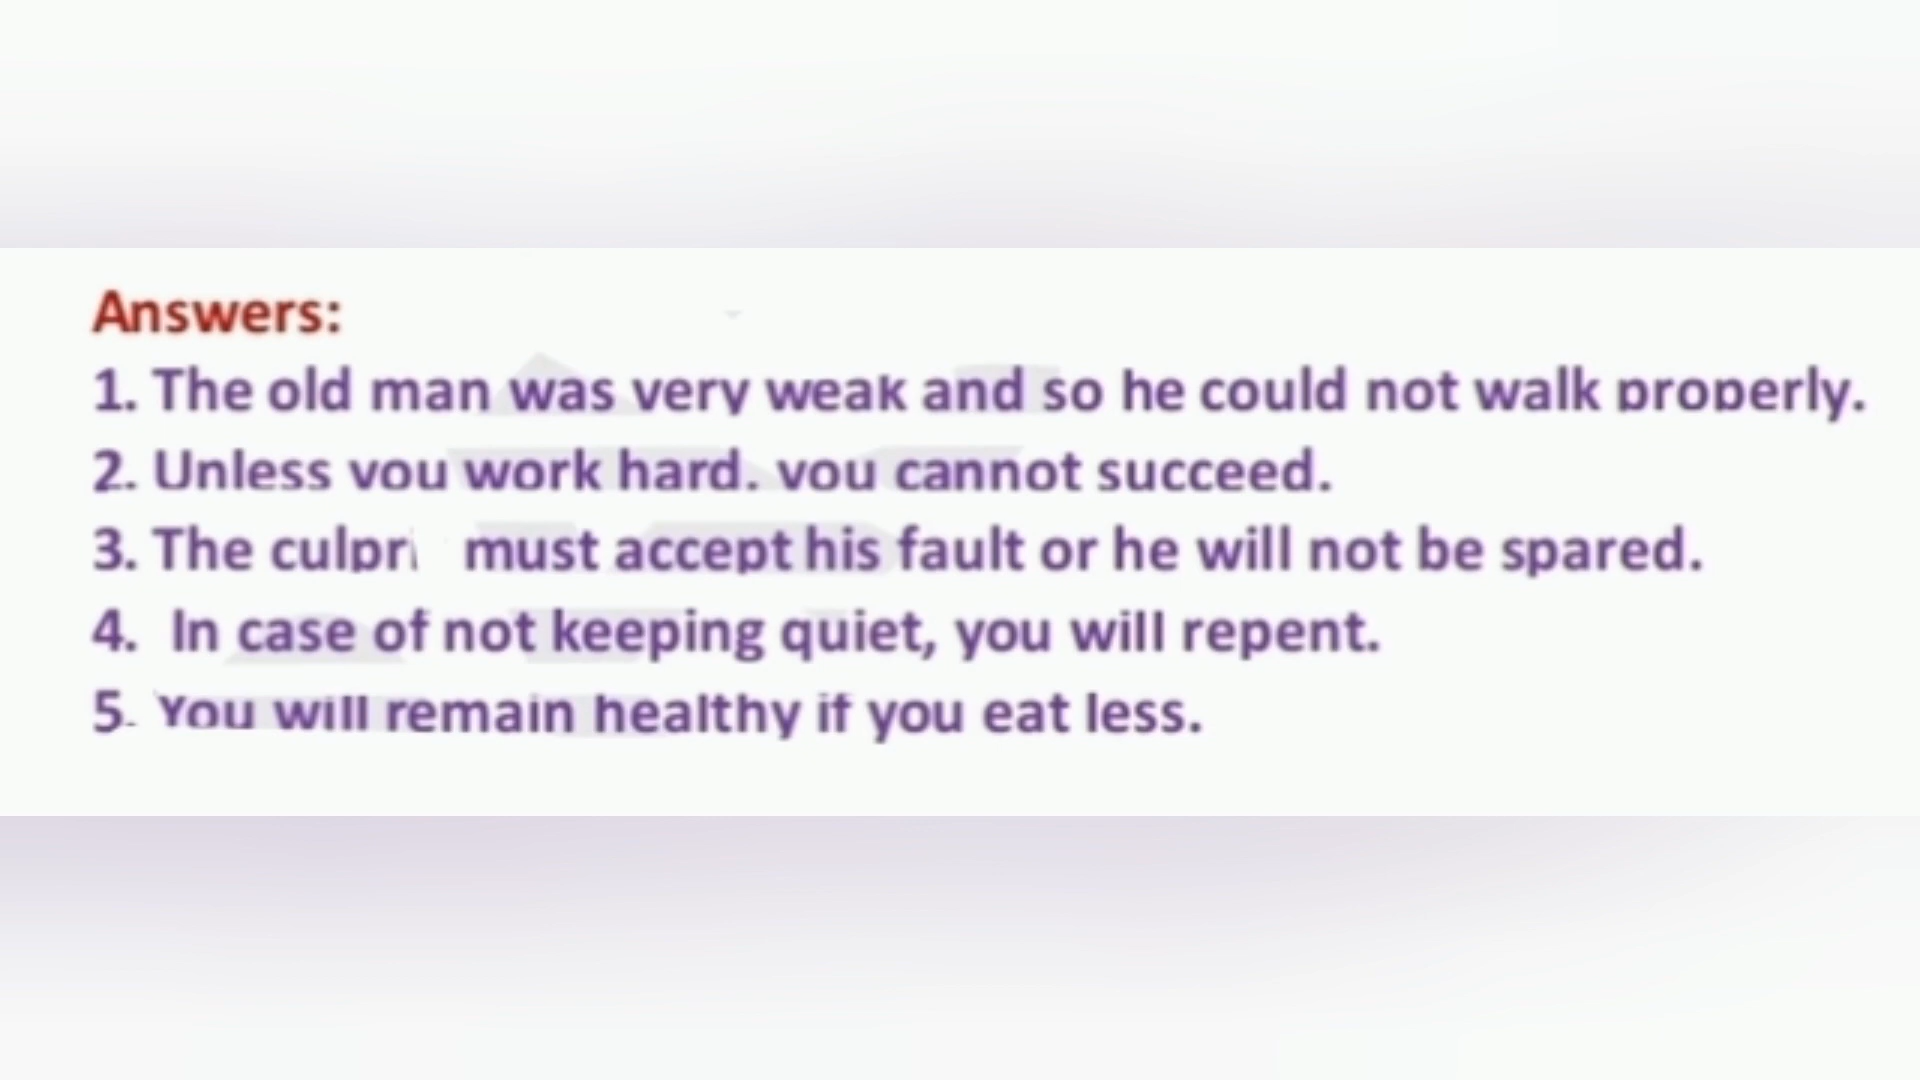 Answers:
1. The old man was very weak and so he could not walk properly.
2. Unless you work hard, you cannot succeed.
3. The must accept his fault or he will not be spared.
4. In case of not keeping quiet, you will repent.
5. You will remain healthy if you eat less.